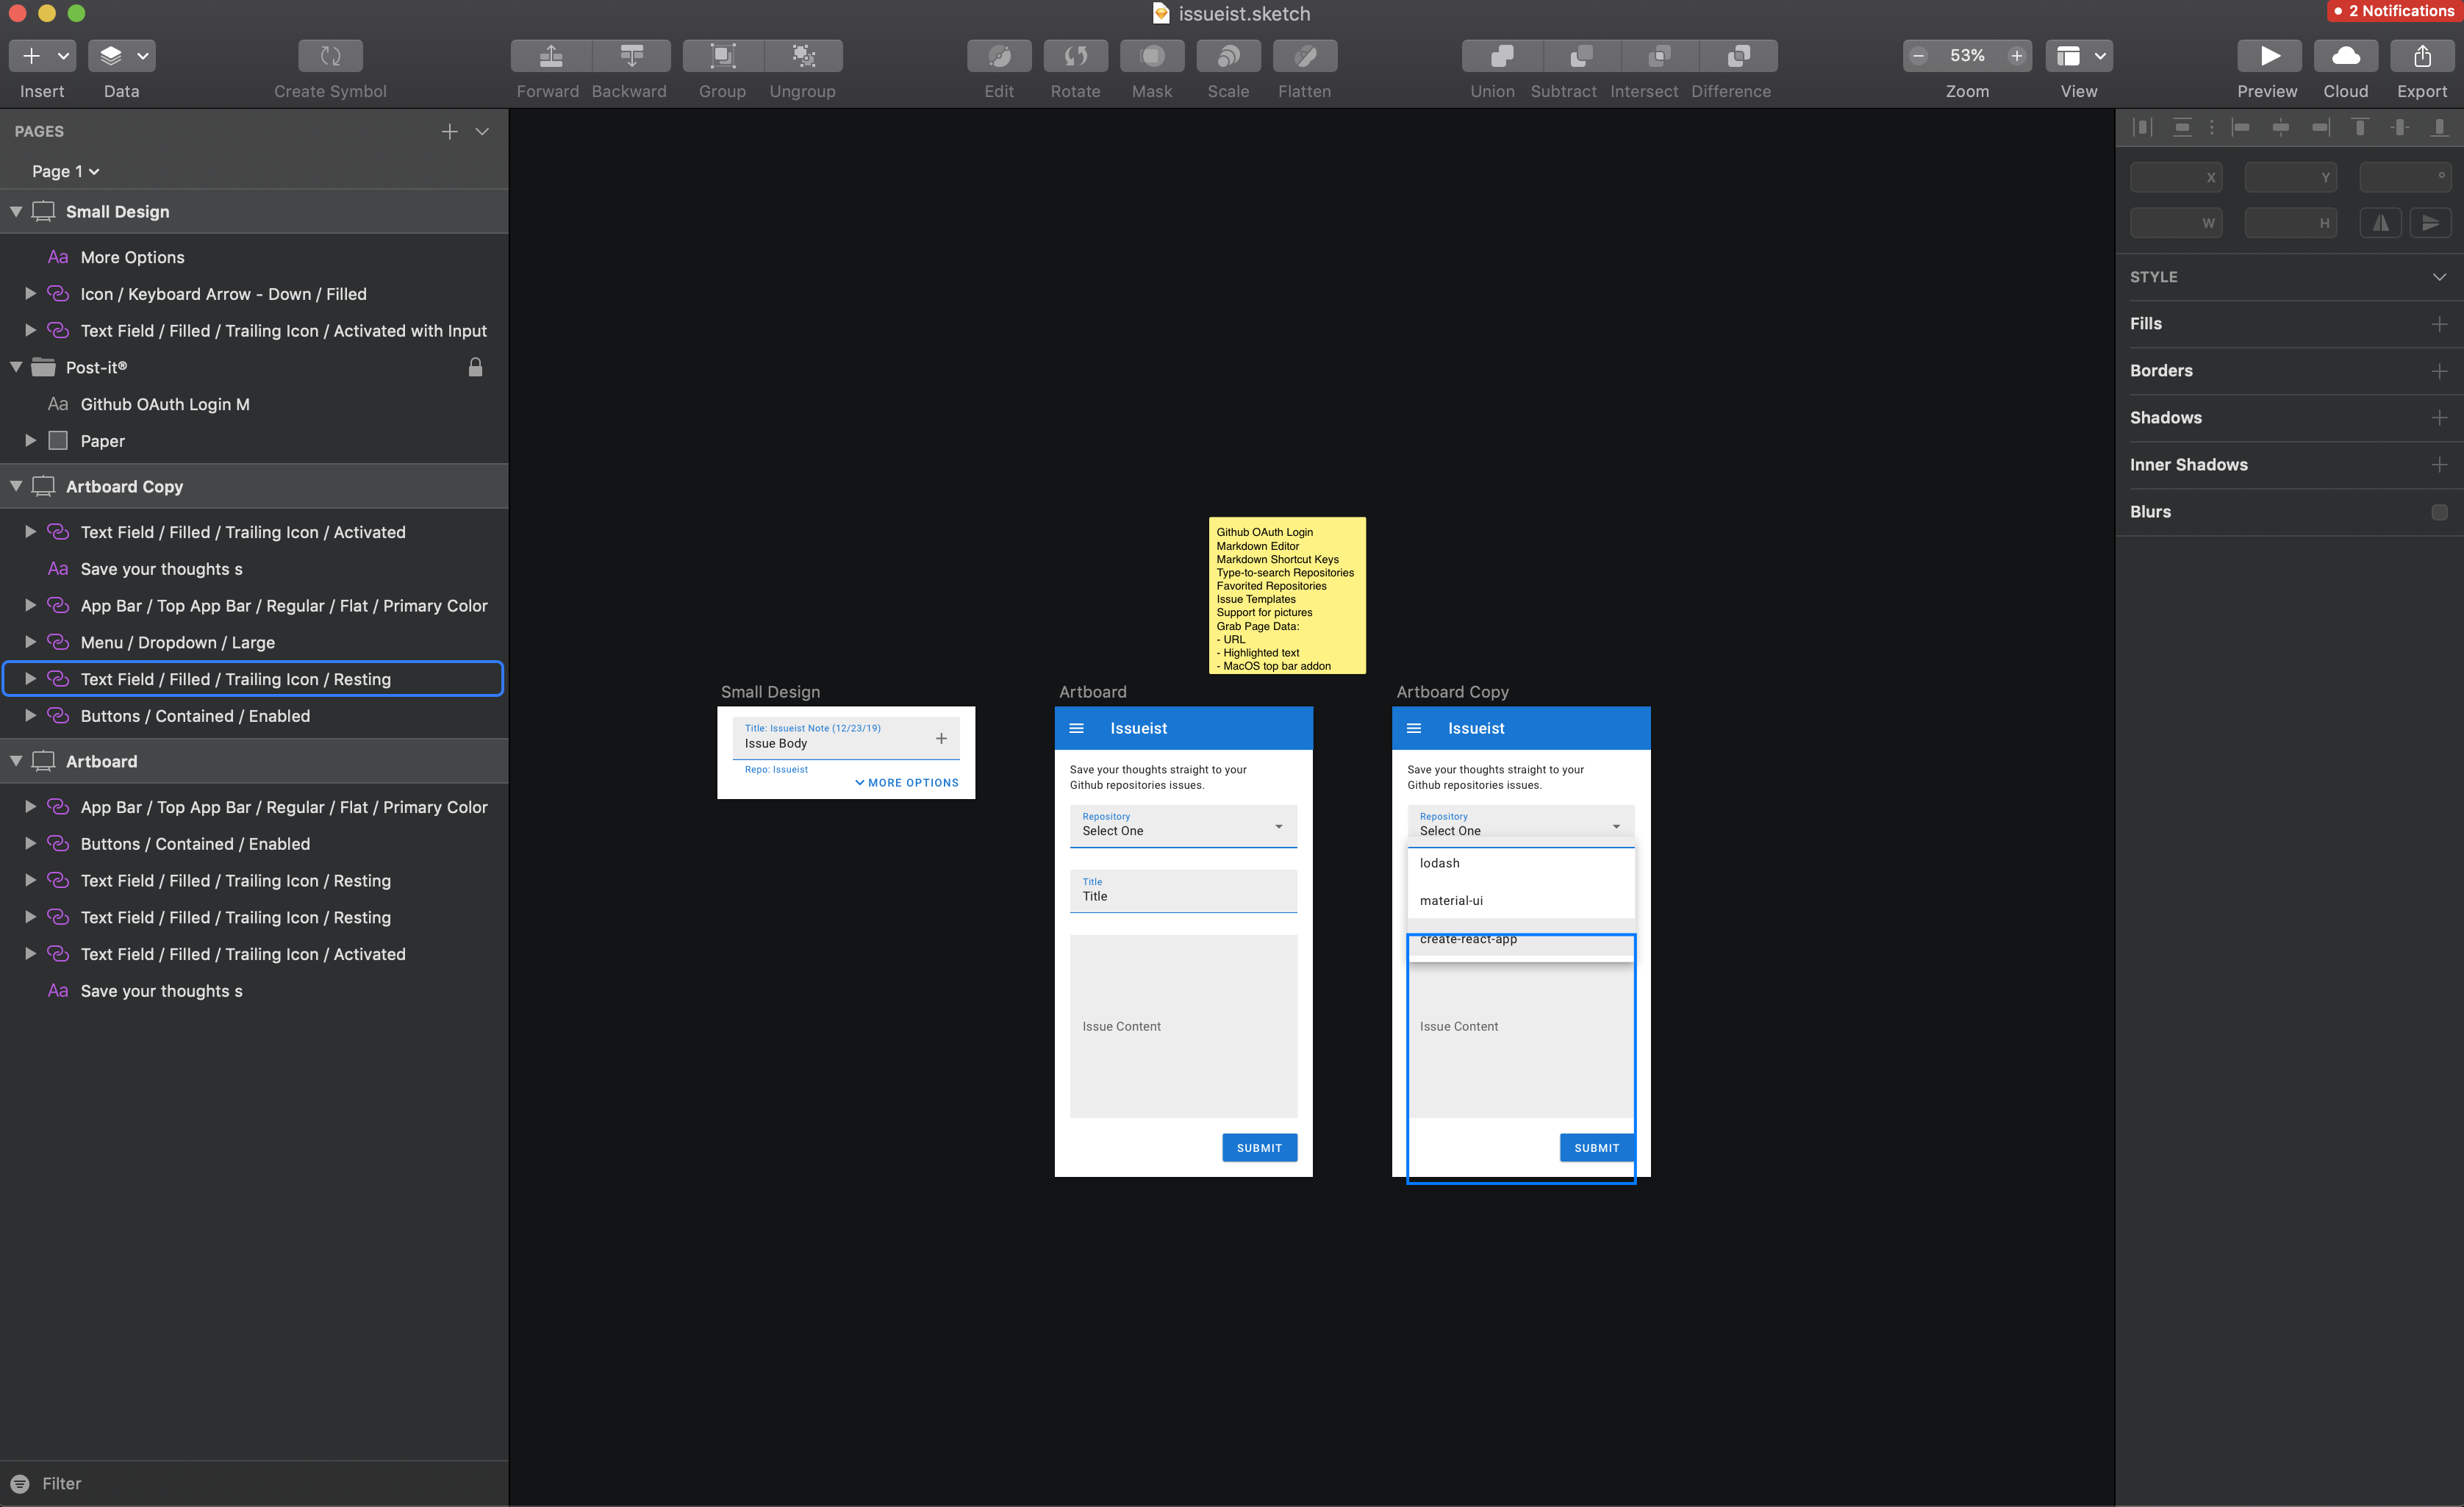 issueist.sketch
2 Notifications
53%
Insert
Data
Create Symbol
Forward
Backward
Group
Ungroup
Edit
Rotate
Mask
Scale
Flatten
Union
Subtract
Intersect
Difference
Zoom
View
Preview
Cloud
Export
PAGES
Page 1
Small Design
Aa More Options
Icon / Keyboard Arrow - Down / Filled
Text Field / Filled / Trailing Icon / Activated with Input
Post-it®
Aa Github OAuth Login M
Paper
Artboard Copy
Text Field / Filled / Trailing Icon / Activated
Aa Save your thoughts s
App Bar / Top App Bar / Regular / Flat / Primary Color
Menu / Dropdown / Large
Text Field / Filled / Trailing Icon / Resting
Buttons / Contained / Enabled
Artboard
App Bar / Top App Bar / Regular / Flat / Primary Color
Buttons / Contained / Enabled
Text Field / Filled / Trailing Icon / Resting
Text Field / Filled / Trailing Icon / Resting
Text Field / Filled / Trailing Icon / Activated
Aa Save your thoughts s
Filter
Github OAuth Login
Markdown Editor
Markdown Shortcut Keys
Type-to-search Repositories
Favorited Repositories
Issue Templates
Support for pictures
Grab Page Data:
- URL
- Highlighted text
- MacOS top bar addon
Small Design
Title: Issueist Note (12/23/19)
Issue Body
Repo: Issueist
MORE OPTIONS
Artboard
Issueist
Save your thoughts straight to your
Github repositories issues.
Repository
Select One
Title
Title
Issue Content
SUBMIT
Artboard Copy
Issueist
Save your thoughts straight to your
Github repositories issues.
Repository
Select One
lodash
material-ui
create-react-app
Issue Content
SUBMIT
X
Y
°
W
H
STYLE
Fills
Borders
Shadows
Inner Shadows
Blurs